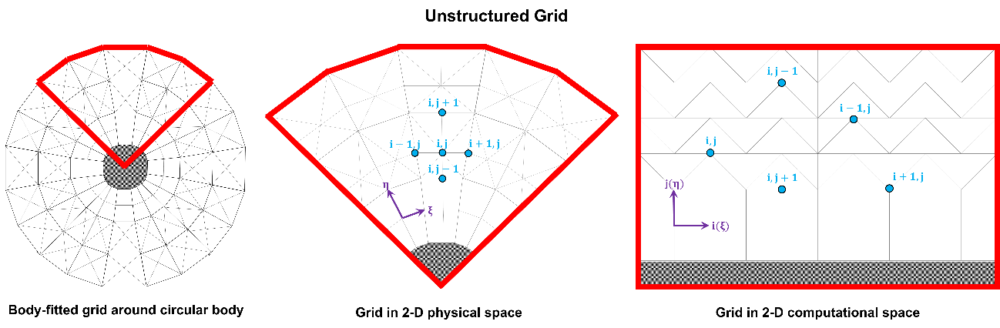 Unstructured Grid
i, j + 1
i − 1, j
i, j
i + 1, j
i, j − 1
η
ξ
i, j − 1
i − 1, j
i, j
i, j + 1
i + 1, j
j(η)
i(ξ)
Body-fitted grid around circular body
Grid in 2-D physical space
Grid in 2-D computational space